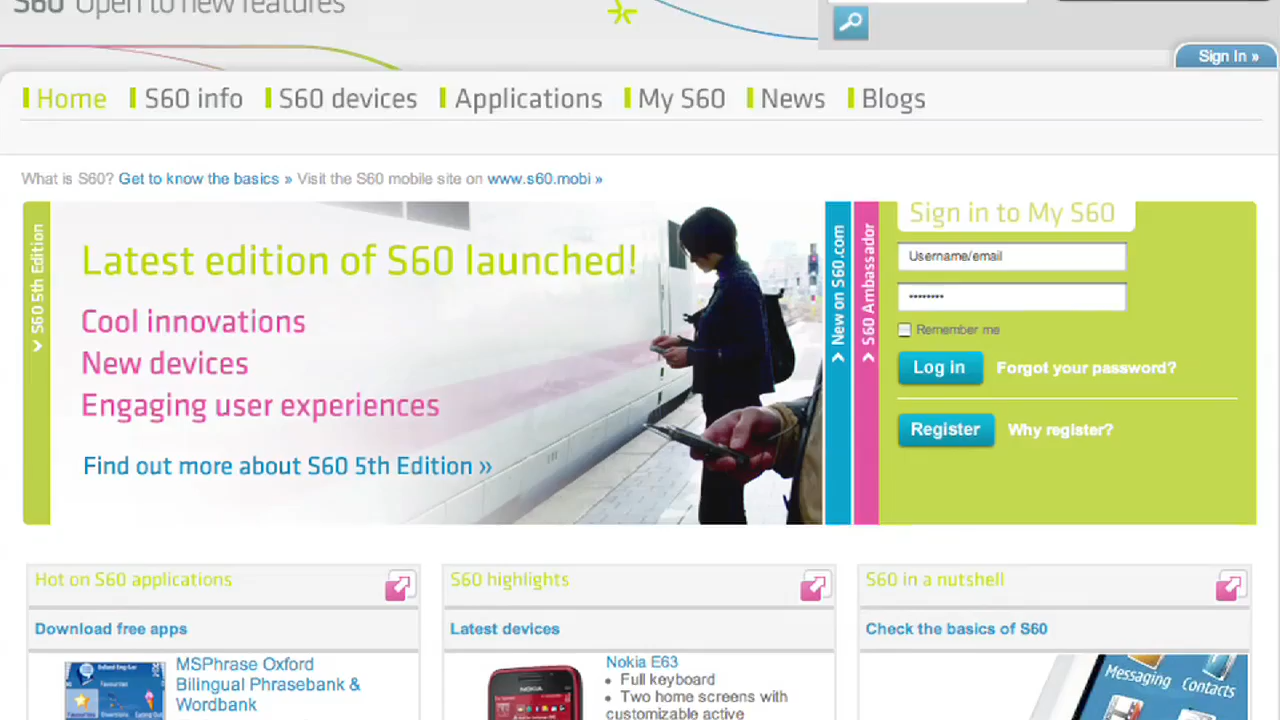 S60 Open to new features
Sign In »
Home S60 info S60 devices Applications My S60 News Blogs
What is S60? Get to know the basics » Visit the S60 mobile site on www.s60.mobi »
S60 5th Edition
Latest edition of S60 launched!
Cool innovations
New devices
Engaging user experiences
Find out more about S60 5th Edition »
New on S60.com
S60 Ambassador
Sign in to My S60
Username/email
••••••••
Remember me
Log in Forgot your password?
Register Why register?
Hot on S60 applications
Download free apps
MSPhrase Oxford
Bilingual Phrasebank &
Wordbank
S60 highlights
Latest devices
Nokia E63
• Full keyboard
• Two home screens with
customizable active
NOKIA
S60 in a nutshell
Check the basics of S60
Messaging
Contacts